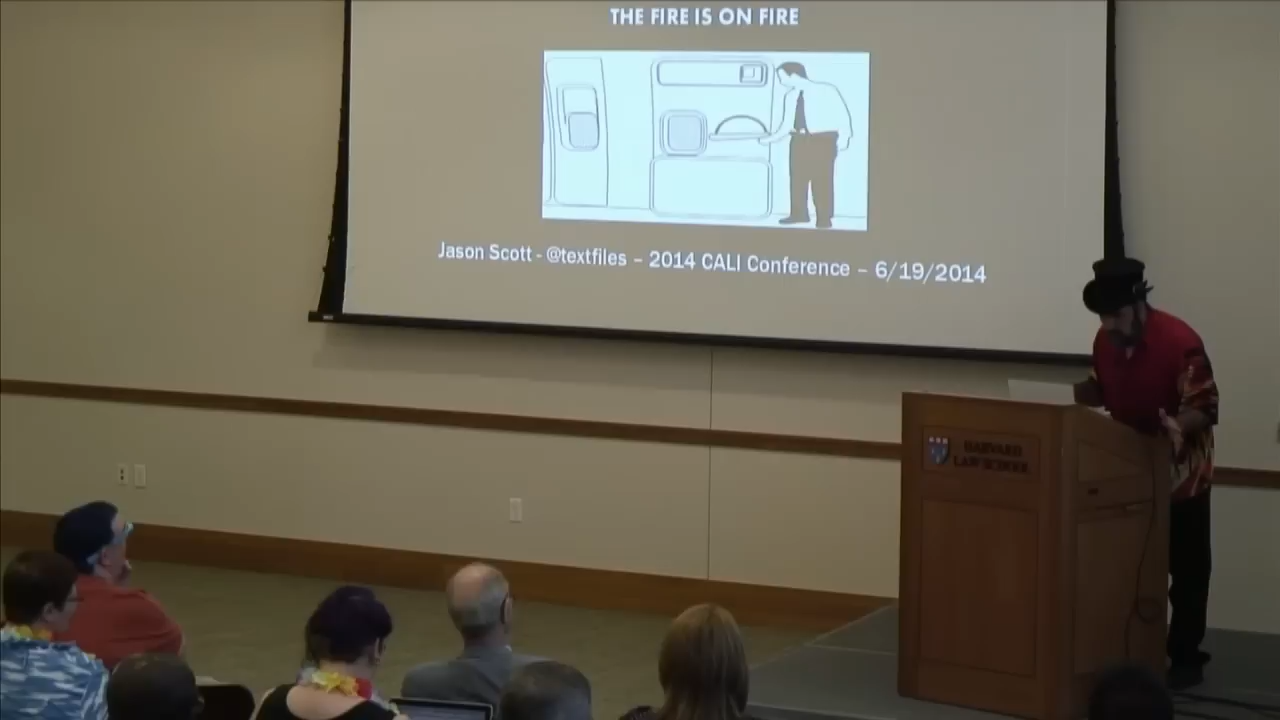 THE FIRE IS ON FIRE
Jason Scott - @textfiles – 2014 CALI Conference – 6/19/2014
HARVARD
LAW SCHOOL